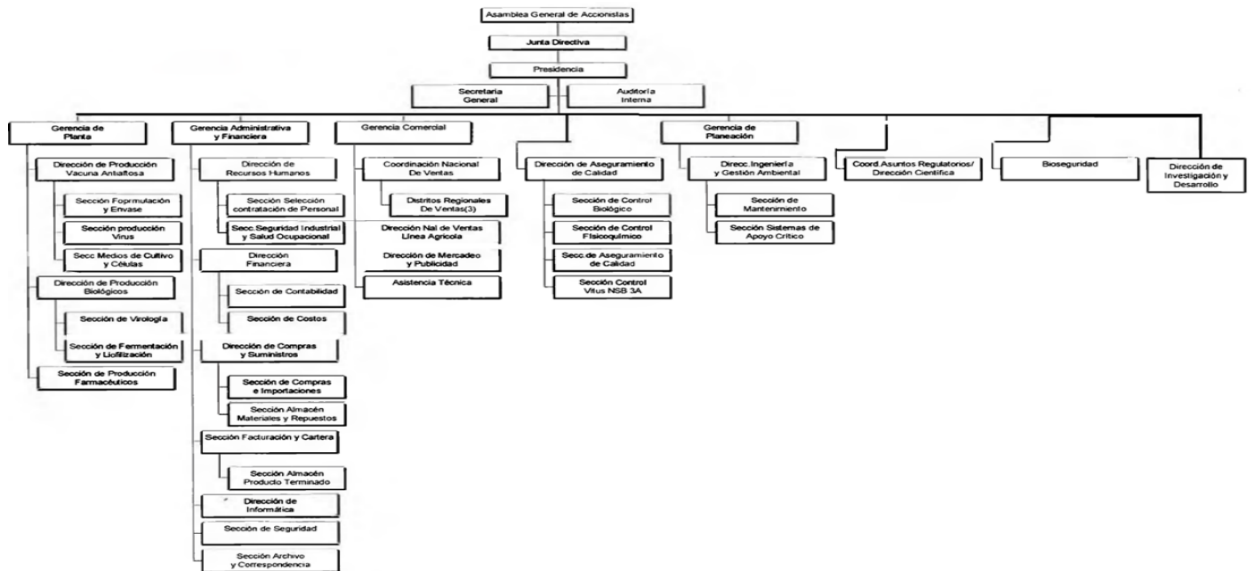 Asamblea General de Accionistas
Junta Directiva
Presidencia
Secretaria
General
Auditoría
Interna
Gerencia de
Planta
Dirección de Producción
Vacuna Antiaftosa
Sección Foprmulación
y Envase
Sección producción
Virus
Secc Medios de Cultivo
y Células
Dirección de Producción
Biológicos
Sección de Virología
Sección de Fermentación
y Liofilización
Sección de Producción
Farmacéuticos
Gerencia Administrativa
y Financiera
Dirección de
Recursos Humanos
Sección Selección
contratación de Personal
Secc.Seguridad Industrial
y Salud Ocupacional
Dirección
Financiera
Sección de Contabilidad
Sección de Costos
Dirección de Compras
y Suministros
Sección de Compras
e Importaciones
Sección Almacén
Materiales y Repuestos
Sección Facturación y Cartera
Sección Almacén
Producto Terminado
Dirección de
Informática
Sección de Seguridad
Sección Archivo
y Correspondencia
Gerencia Comercial
Coordinación Nacional
De Ventas
Distritos Regionales
De Ventas(3)
Dirección Nal de Ventas
Línea Agrícola
Dirección de Mercadeo
y Publicidad
Asistencia Técnica
Dirección de Aseguramiento
de Calidad
Sección de Control
Biológico
Sección de Control
Físicoquímico
Secc.de Aseguramiento
de Calidad
Sección Control
Vitus NSB 3A
Gerencia de
Planeación
Direcc.Ingeniería
y Gestión Ambiental
Sección de
Mantenimiento
Sección Sistemas de
Apoyo Crítico
Coord.Asuntos Regulatorios/
Dirección Científica
Bioseguridad
Dirección de
Investigación y
Desarrollo